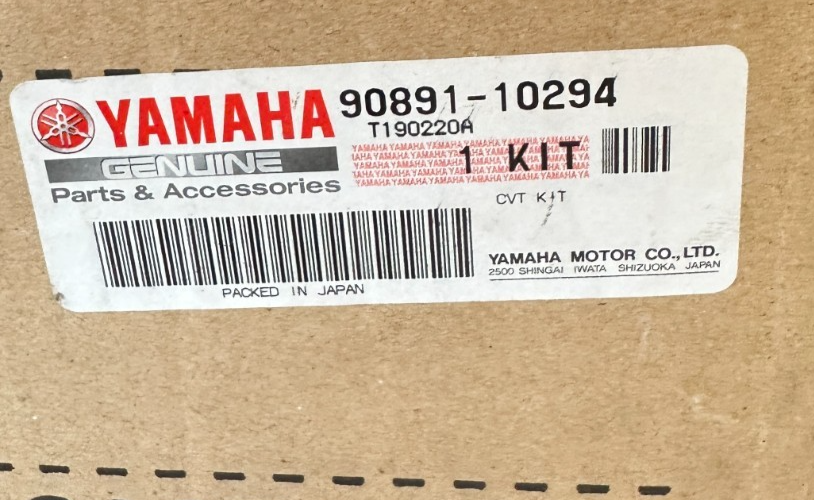 YAMAHA 90891-10294
T190220A
GENUINE
1 KIT
Parts & Accessories
CVT KIT
YAMAHA MOTOR CO., LTD.
2500 SHINGAI IWATA SHIZUOKA JAPAN
PACKED IN JAPAN